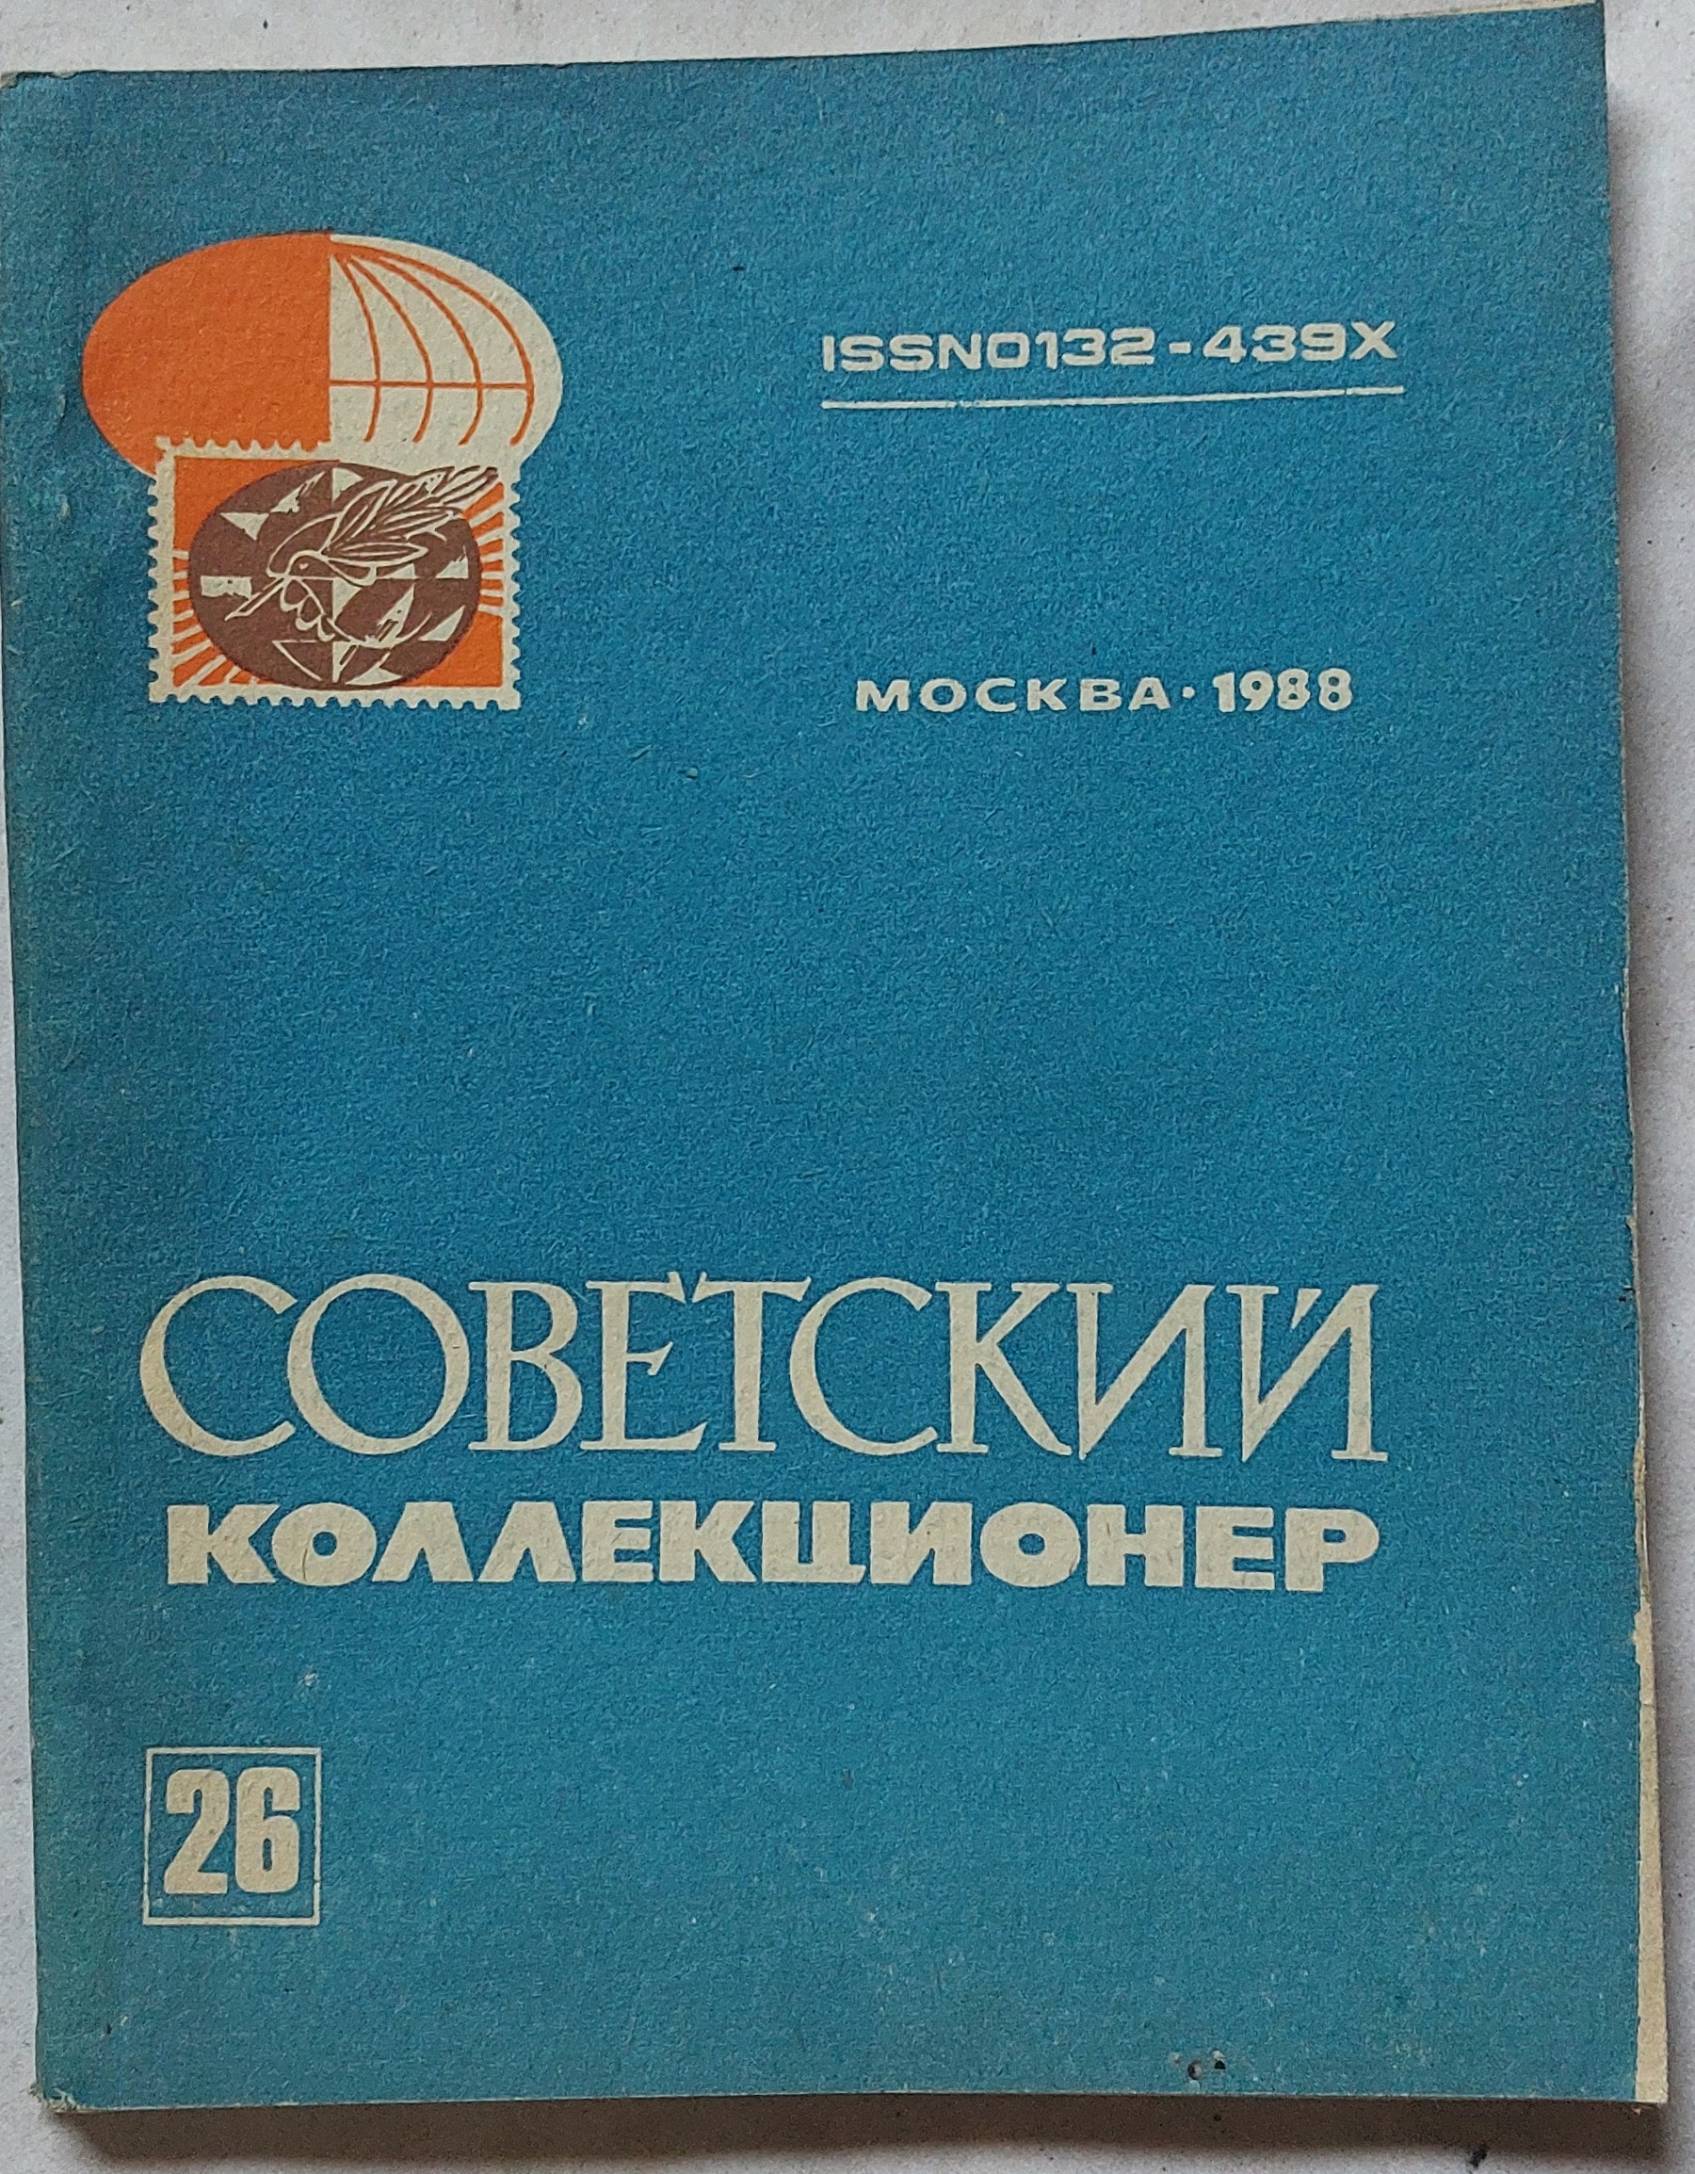 ISSN0132-439X
МОСКВА·1988
СОВЕТСКИЙ
КОЛЛЕКЦИОНЕР
26